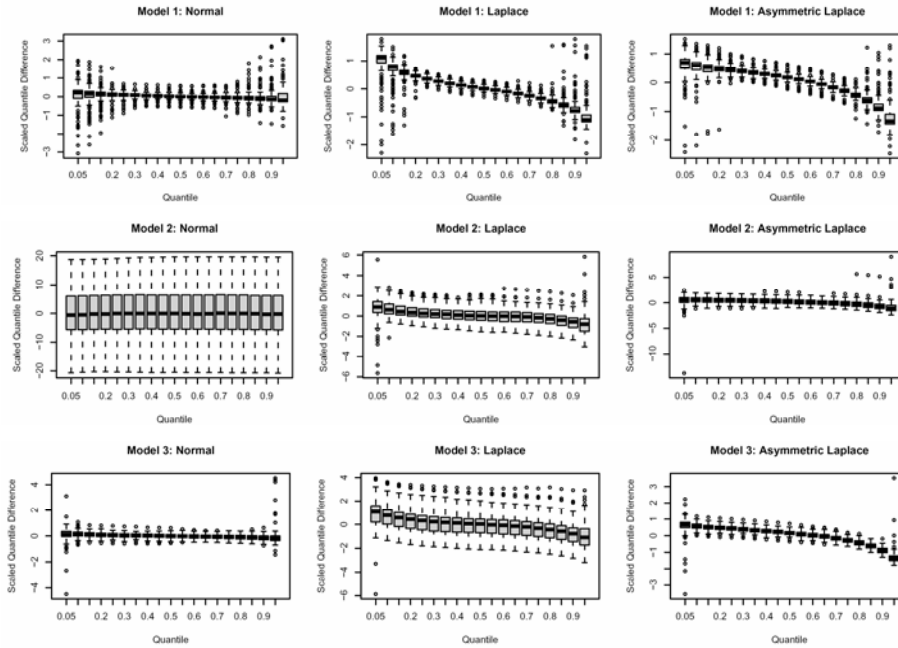 Model 1: Normal
Scaled Quantile Difference
3 2 1 0 −1 −3
0.05 0.2 0.3 0.4 0.5 0.6 0.7 0.8 0.9
Quantile
Model 1: Laplace
Scaled Quantile Difference
1 0 −1 −2
0.05 0.2 0.3 0.4 0.5 0.6 0.7 0.8 0.9
Quantile
Model 1: Asymmetric Laplace
Scaled Quantile Difference
1 0 −1 −2
0.05 0.2 0.3 0.4 0.5 0.6 0.7 0.8 0.9
Quantile
Model 2: Normal
Scaled Quantile Difference
20 10 0 −10 −20
0.05 0.2 0.3 0.4 0.5 0.6 0.7 0.8 0.9
Quantile
Model 2: Laplace
Scaled Quantile Difference
6 4 2 0 −2 −4 −6
0.05 0.2 0.3 0.4 0.5 0.6 0.7 0.8 0.9
Quantile
Model 2: Asymmetric Laplace
Scaled Quantile Difference
5 0 −5 −10
0.05 0.2 0.3 0.4 0.5 0.6 0.7 0.8 0.9
Quantile
Model 3: Normal
Scaled Quantile Difference
4 2 0 −2 −4
0.05 0.2 0.3 0.4 0.5 0.6 0.7 0.8 0.9
Quantile
Model 3: Laplace
Scaled Quantile Difference
4 2 0 −2 −4 −6
0.05 0.2 0.3 0.4 0.5 0.6 0.7 0.8 0.9
Quantile
Model 3: Asymmetric Laplace
Scaled Quantile Difference
3 2 1 0 −1 −3
0.05 0.2 0.3 0.4 0.5 0.6 0.7 0.8 0.9
Quantile